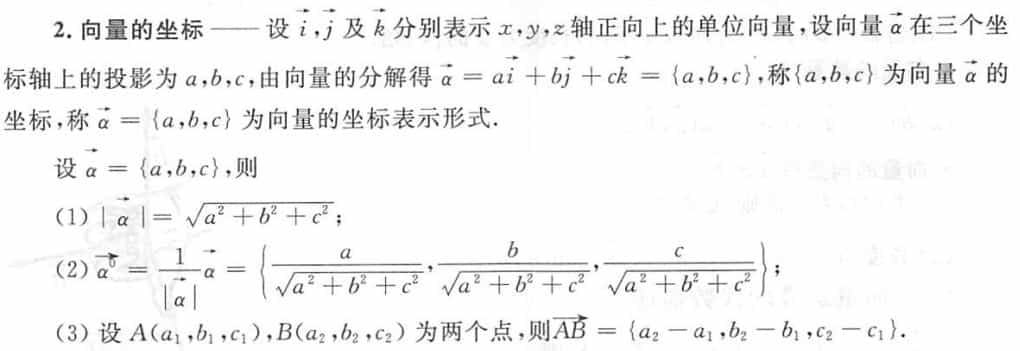 2. 向量的坐标 —— 设 $\vec{i}$,$\vec{j}$ 及 $\vec{k}$ 分别表示 x,y,z 轴正向上的单位向量,设向量 $\vec{\alpha}$ 在三个坐
标轴上的投影为 a,b,c,由向量的分解得 $\vec{\alpha} = a\vec{i} + b\vec{j} + c\vec{k} = \{a,b,c\}$,称{a,b,c} 为向量 $\vec{\alpha}$ 的
坐标,称 $\vec{\alpha} = \{a,b,c\}$ 为向量的坐标表示形式.
设 $\vec{\alpha} = \{a,b,c\}$,则
(1) $|\vec{\alpha}| = \sqrt{a^2 + b^2 + c^2}$;
(2) $\vec{\alpha^0} = \frac{1}{|\vec{\alpha}|}\vec{\alpha} = \left\{\frac{a}{\sqrt{a^2 + b^2 + c^2}}, \frac{b}{\sqrt{a^2 + b^2 + c^2}}, \frac{c}{\sqrt{a^2 + b^2 + c^2}}\right\}$;
(3) 设 $A(a_1,b_1,c_1)$,$B(a_2,b_2,c_2)$ 为两个点,则$\overrightarrow{AB} = \{a_2 - a_1, b_2 - b_1, c_2 - c_1\}$.